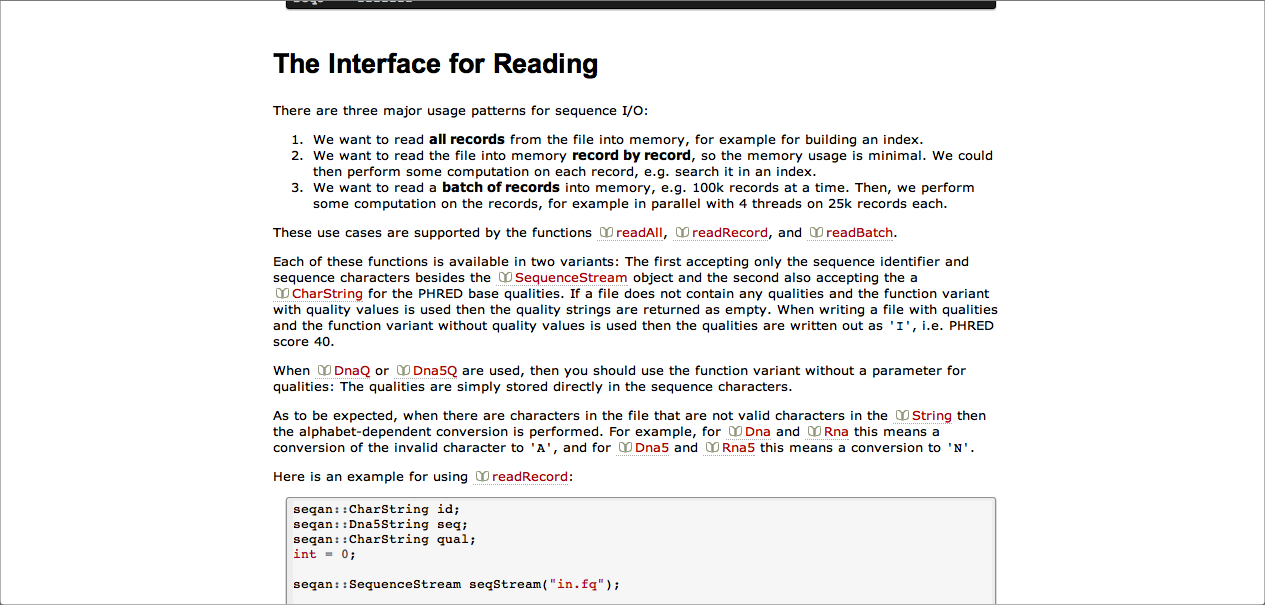 The Interface for Reading
There are three major usage patterns for sequence I/O:
1. We want to read all records from the file into memory, for example for building an index.
2. We want to read the file into memory record by record, so the memory usage is minimal. We could
then perform some computation on each record, e.g. search it in an index.
3. We want to read a batch of records into memory, e.g. 100k records at a time. Then, we perform
some computation on the records, for example in parallel with 4 threads on 25k records each.
These use cases are supported by the functions readAll, readRecord, and readBatch.
Each of these functions is available in two variants: The first accepting only the sequence identifier and
sequence characters besides the SequenceStream object and the second also accepting the a
CharString for the PHRED base qualities. If a file does not contain any qualities and the function variant
with quality values is used then the quality strings are returned as empty. When writing a file with qualities
and the function variant without quality values is used then the qualities are written out as 'I', i.e. PHRED
score 40.
When DnaQ or Dna5Q are used, then you should use the function variant without a parameter for
qualities: The qualities are simply stored directly in the sequence characters.
As to be expected, when there are characters in the file that are not valid characters in the String then
the alphabet-dependent conversion is performed. For example, for Dna and Rna this means a
conversion of the invalid character to 'A', and for Dna5 and Rna5 this means a conversion to 'N'.
Here is an example for using readRecord:
seqan::CharString id;
seqan::Dna5String seq;
seqan::CharString qual;
int = 0;
seqan::SequenceStream seqStream("in.fq");